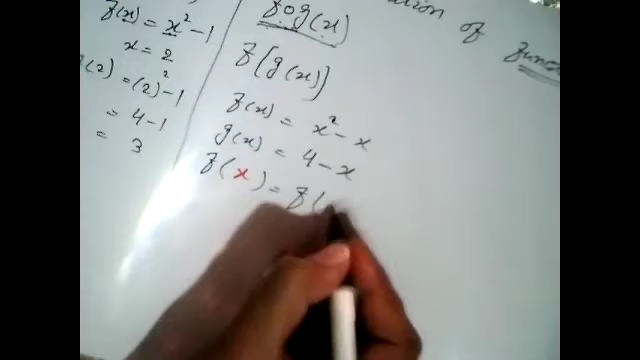 f(x) = x² - 1
x = 2
(2) = (2)² - 1
= 4 - 1
= 3
of
fog(x)
f[g(x)]
f(x) = x² - x
g(x) = 4 - x
f(x) = f(